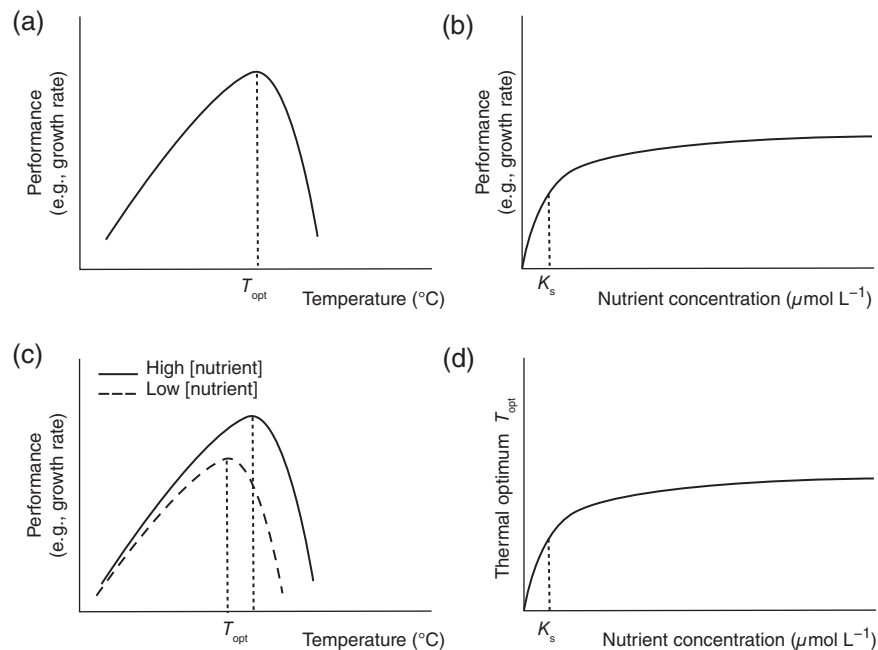 (a)
Performance
(e.g., growth rate)
T_opt
Temperature (°C)
(b)
Performance
(e.g., growth rate)
K_s
Nutrient concentration (µmol L⁻¹)
(c)
High [nutrient]
Low [nutrient]
Performance
(e.g., growth rate)
T_opt
Temperature (°C)
(d)
Thermal optimum T_opt
K_s
Nutrient concentration (µmol L⁻¹)